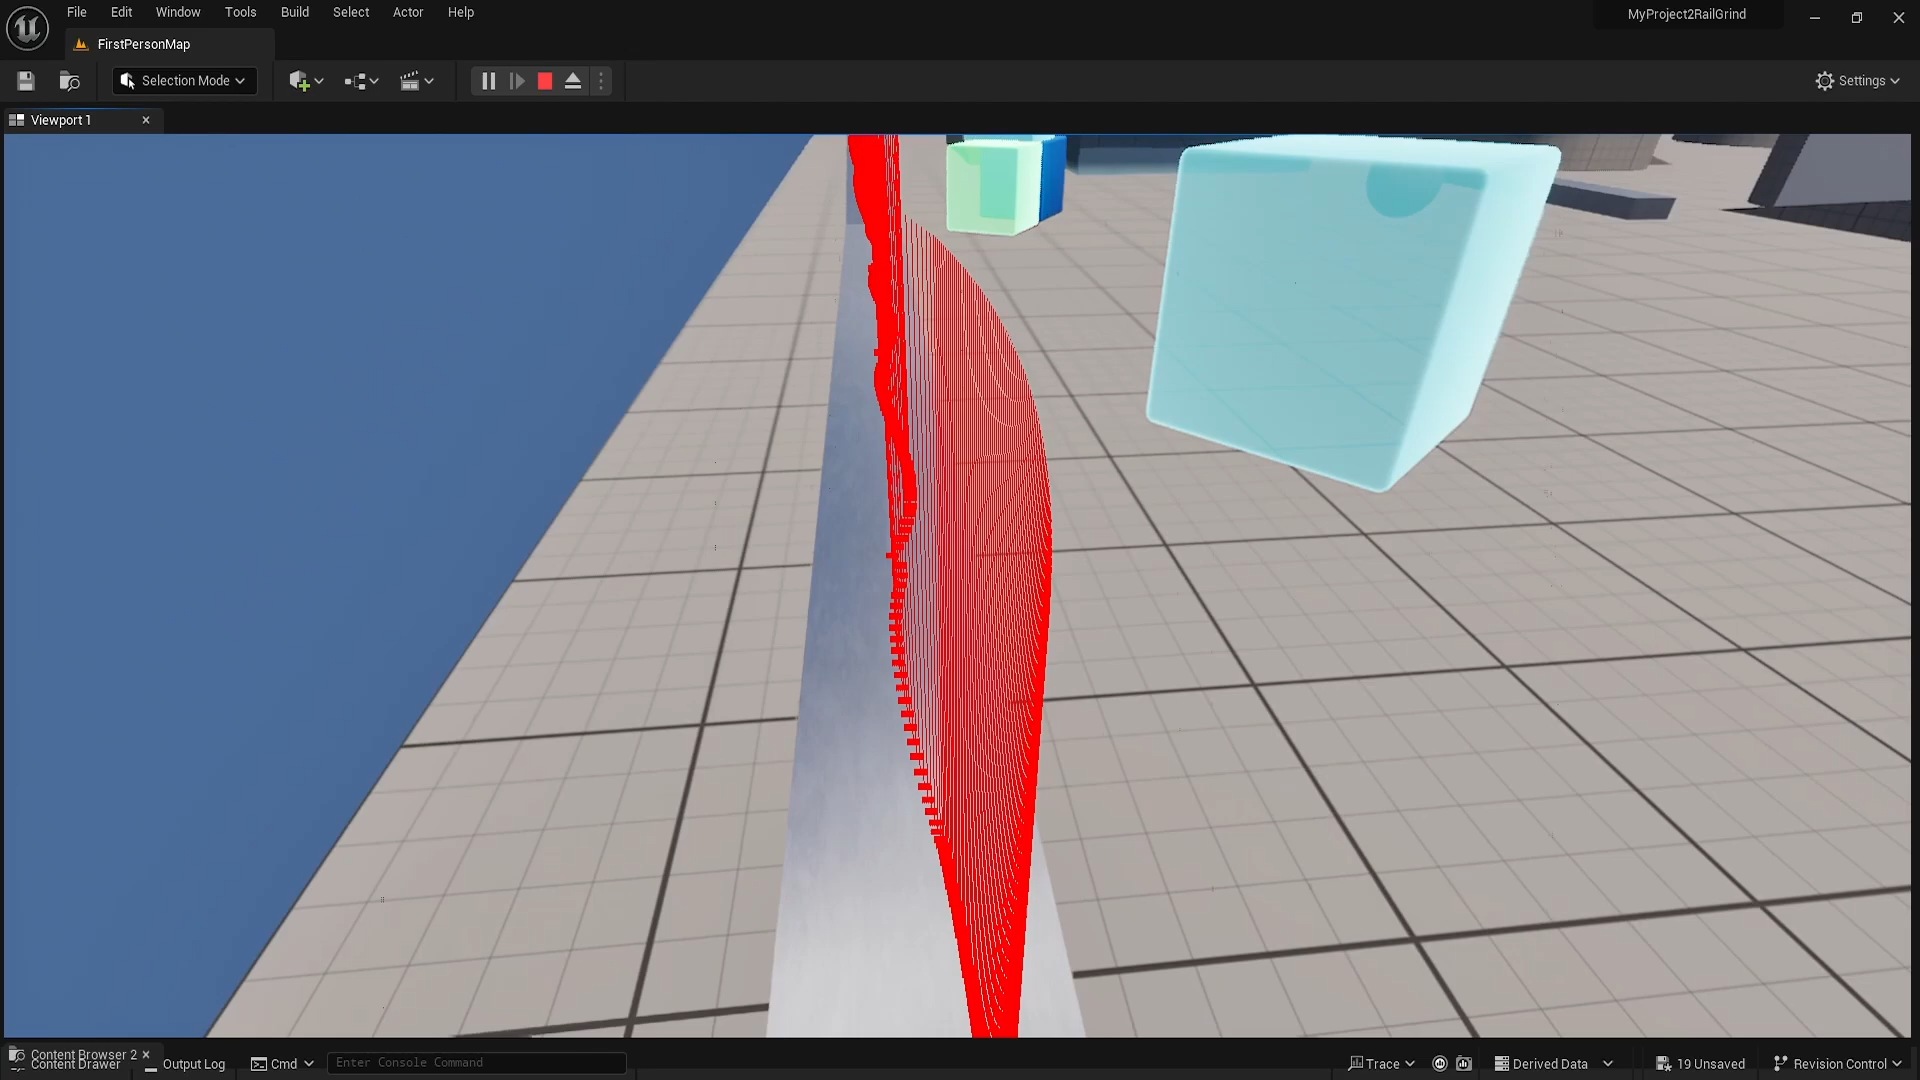 File Edit Window Tools Build Select Actor Help
MyProject2RailGrind
FirstPersonMap
Selection Mode
Settings
Viewport 1
Content Browser 2
Content Drawer
Output Log
Cmd
Enter Console Command
Trace
Derived Data
19 Unsaved
Revision Control